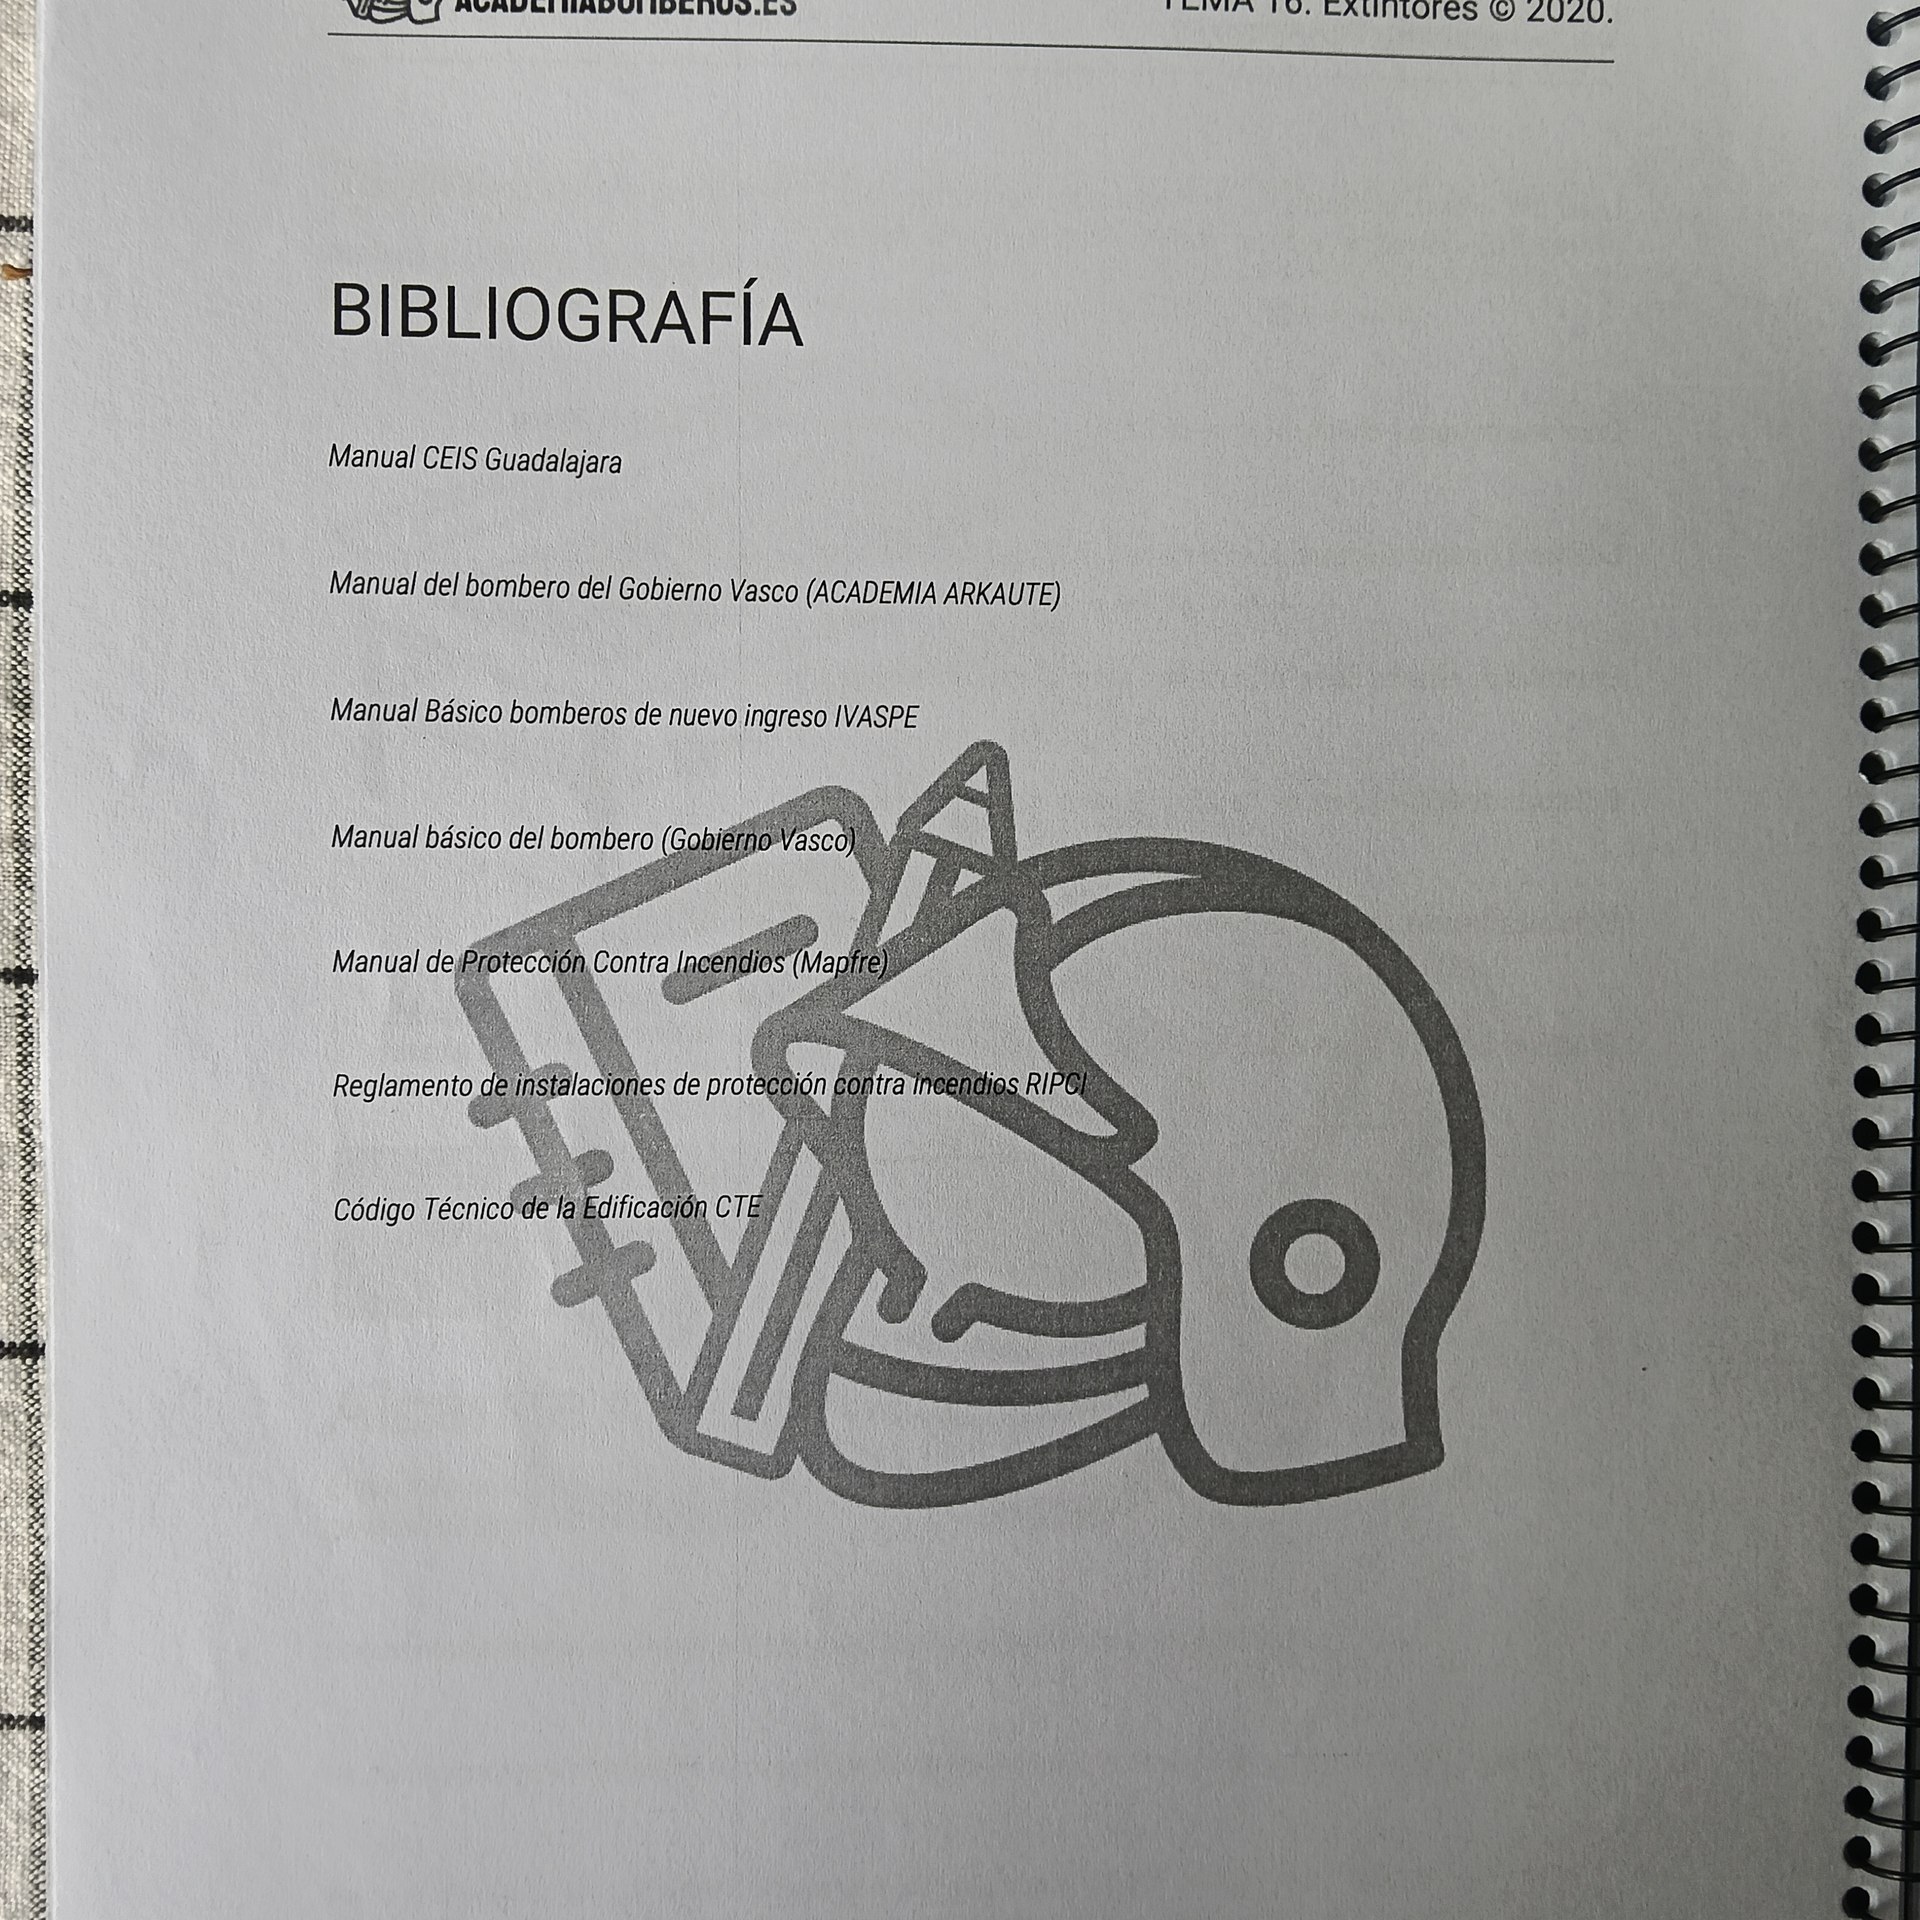 ACADEMIABOMBEROS.ES
TEMA 16. Extintores © 2020.
BIBLIOGRAFÍA
Manual CEIS Guadalajara
Manual del bombero del Gobierno Vasco (ACADEMIA ARKAUTE)
Manual Básico bomberos de nuevo ingreso IVASPE
Manual básico del bombero (Gobierno Vasco)
Manual de Protección Contra Incendios (Mapfre)
Reglamento de instalaciones de protección contra incendios RIPCI
Código Técnico de la Edificación CTE